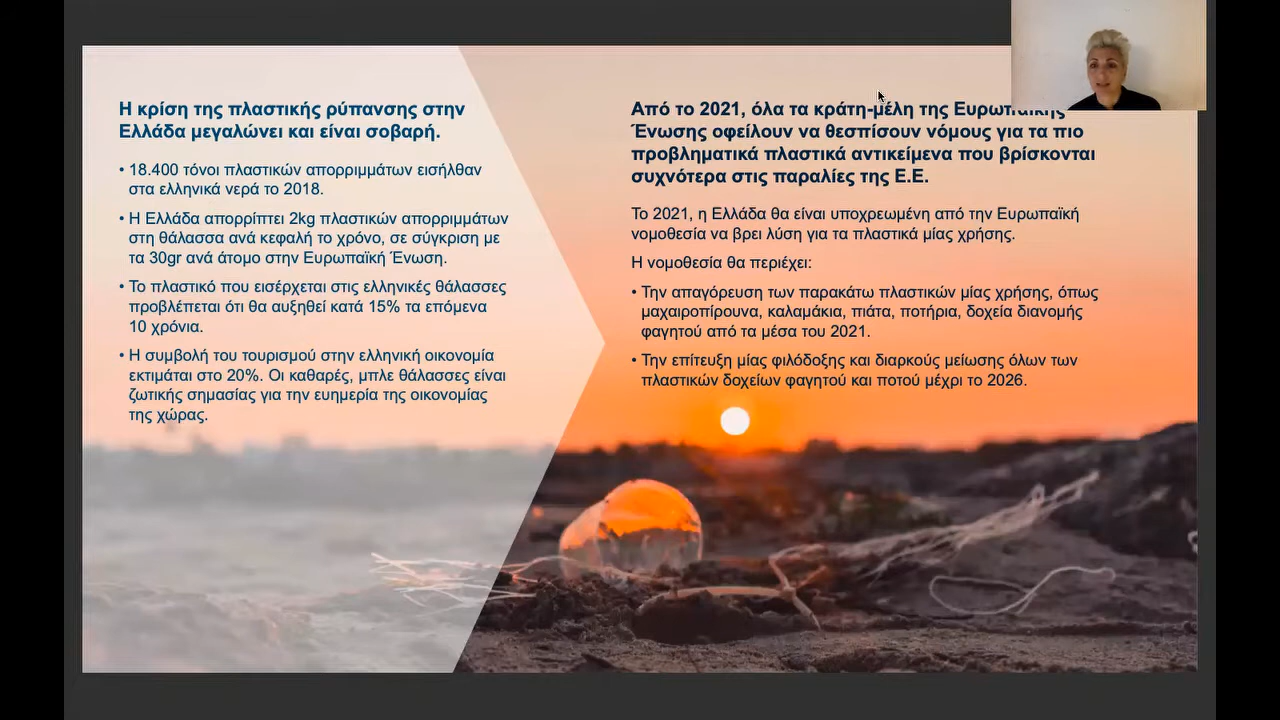 Η κρίση της πλαστικής ρύπανσης στην
Ελλάδα μεγαλώνει και είναι σοβαρή.
• 18.400 τόνοι πλαστικών απορριμμάτων εισήλθαν
στα ελληνικά νερά το 2018.
• Η Ελλάδα απορρίπτει 2kg πλαστικών απορριμμάτων
στη θάλασσα ανά κεφαλή το χρόνο, σε σύγκριση με
τα 30gr ανά άτομο στην Ευρωπαϊκή Ένωση.
• Το πλαστικό που εισέρχεται στις ελληνικές θάλασσες
προβλέπεται ότι θα αυξηθεί κατά 15% τα επόμενα
10 χρόνια.
• Η συμβολή του τουρισμού στην ελληνική οικονομία
εκτιμάται στο 20%. Οι καθαρές, μπλε θάλασσες είναι
ζωτικής σημασίας για την ευημερία της οικονομίας
της χώρας.
Από το 2021, όλα τα κράτη-μέλη της Ευρωπαϊκής
Ένωσης οφείλουν να θεσπίσουν νόμους για τα πιο
προβληματικά πλαστικά αντικείμενα που βρίσκονται
συχνότερα στις παραλίες της Ε.Ε.
Το 2021, η Ελλάδα θα είναι υποχρεωμένη από την Ευρωπαϊκή
νομοθεσία να βρει λύση για τα πλαστικά μίας χρήσης.
Η νομοθεσία θα περιέχει:
• Την απαγόρευση των παρακάτω πλαστικών μίας χρήσης, όπως
μαχαιροπίρουνα, καλαμάκια, πιάτα, ποτήρια, δοχεία διανομής
φαγητού από τα μέσα του 2021.
• Την επίτευξη μίας φιλόδοξης και διαρκούς μείωσης όλων των
πλαστικών δοχείων φαγητού και ποτού μέχρι το 2026.